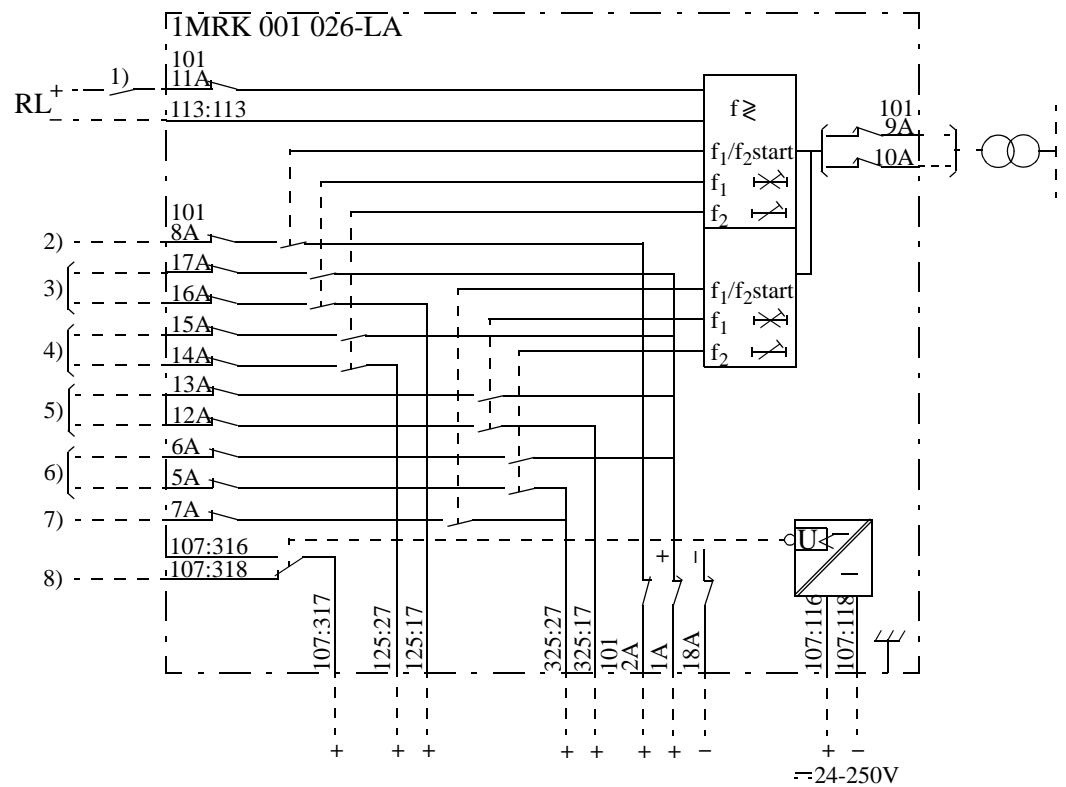 1MRK 001 026-LA
101
1)
11A
RL
+
−
113:113
f ≷
101
9A
10A
f1/f2start
f1
f2
101
2)
8A
3)
17A
16A
4)
15A
14A
5)
13A
12A
6)
6A
5A
7)
7A
f1/f2start
f1
f2
107:316
8)
107:318
U<
+
−
107:317
125:27
125:17
325:27
325:17
101
2A
1A
18A
107:116
107:118
+
+
+
+
+
+
+
−
+
−
24-250V